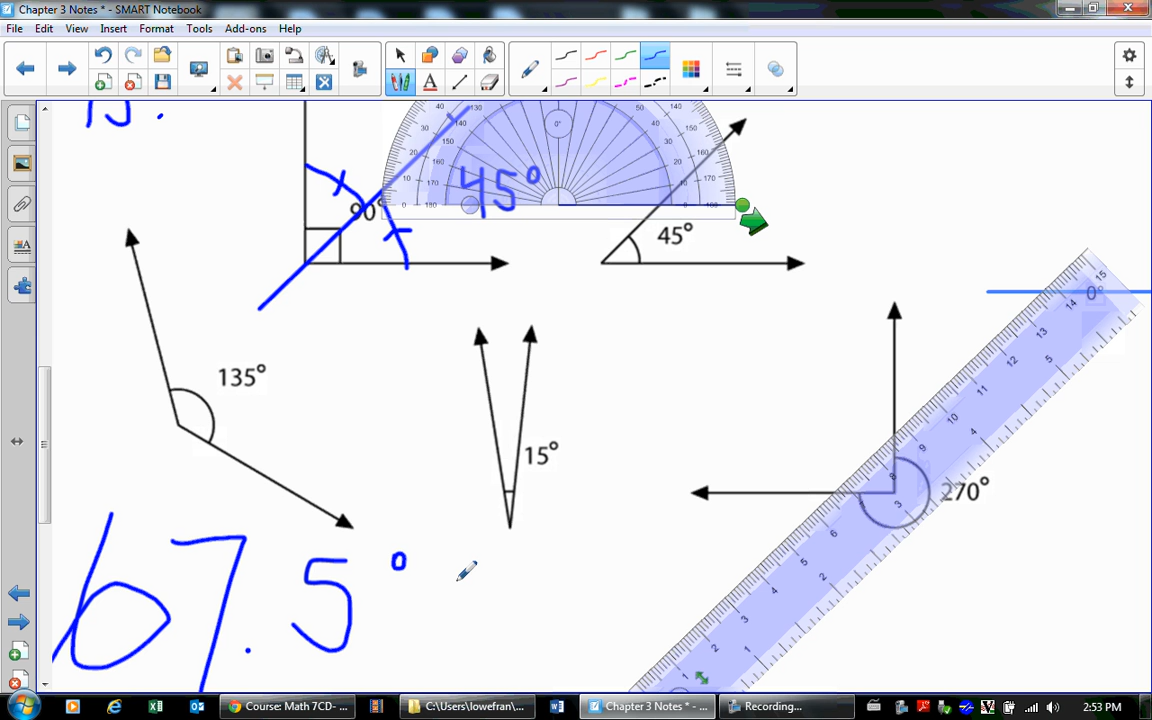 Chapter 3 Notes * - SMART Notebook
File Edit View Insert Format Tools Add-ons Help
45°
90°
45°
135°
15°
270°
0°
67.5°
Course: Math 7CD- ...
C:\Users\lowefran\...
Chapter 3 Notes * - ...
Recording...
2:53 PM